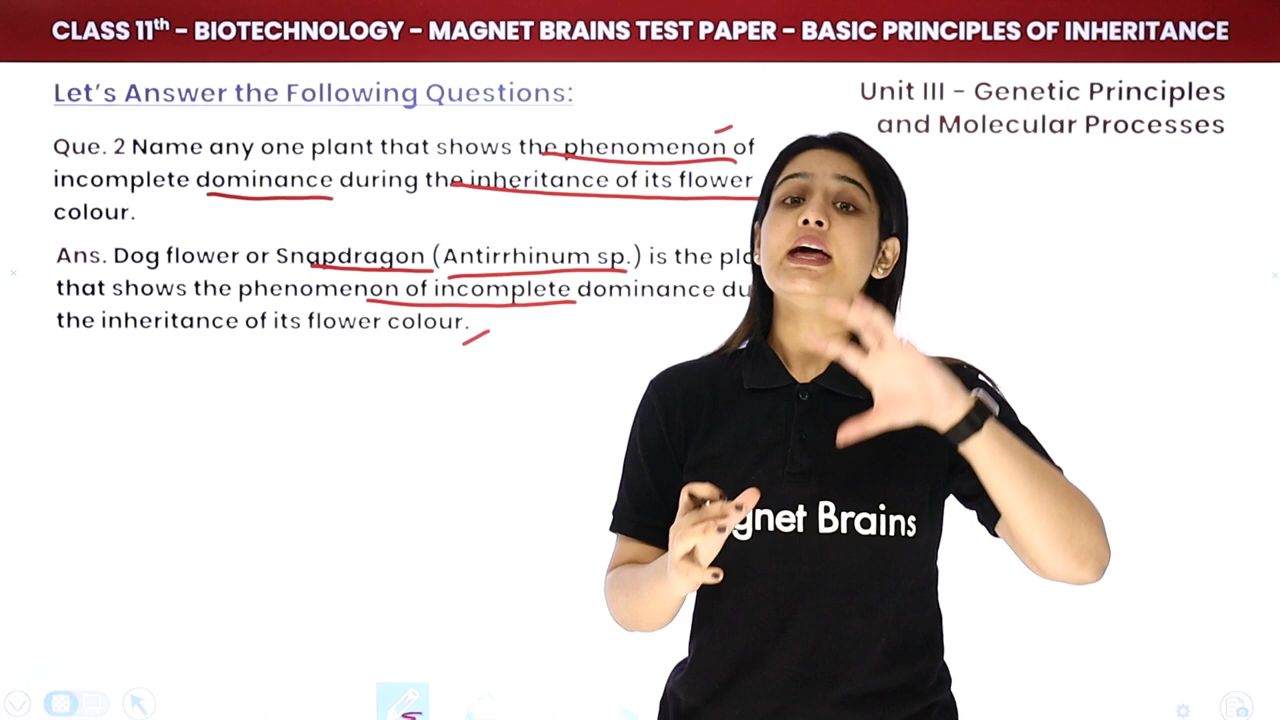 CLASS 11th - BIOTECHNOLOGY - MAGNET BRAINS TEST PAPER - BASIC PRINCIPLES OF INHERITANCE
Let's Answer the Following Questions:
Unit III - Genetic Principles
and Molecular Processes
Que. 2 Name any one plant that shows the phenomenon of
incomplete dominance during the inheritance of its flower
colour.
Ans. Dog flower or Snapdragon (Antirrhinum sp.) is the
that shows the phenomenon of incomplete dominance
the inheritance of its flower colour.
Brains